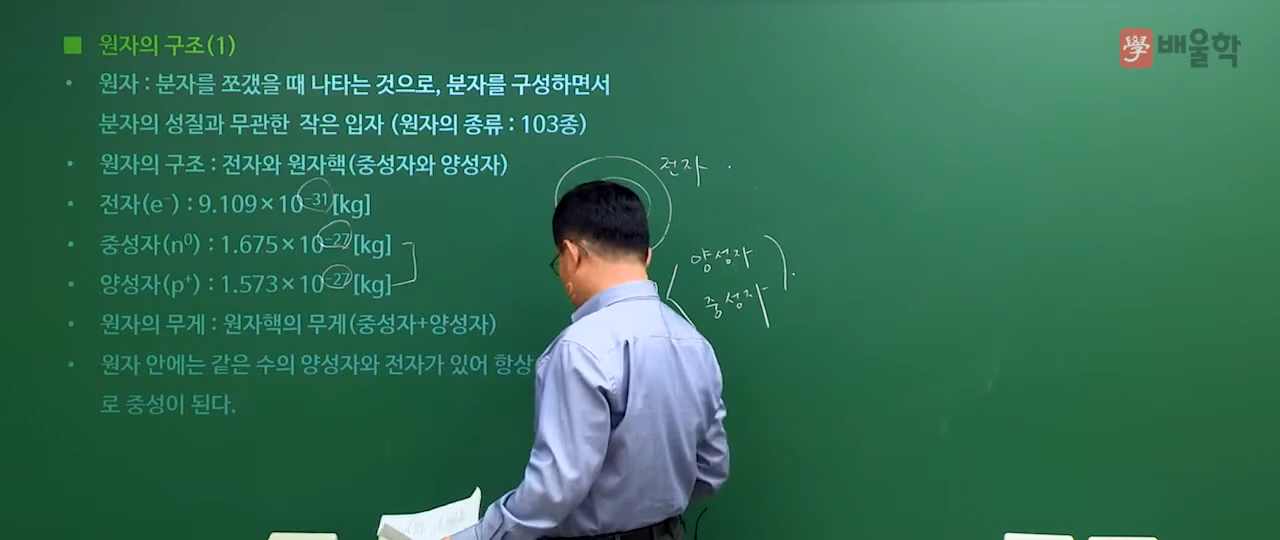 學 배울학
■ 원자의 구조(1)
• 원자 : 분자를 쪼갰을 때 나타는 것으로, 분자를 구성하면서
분자의 성질과 무관한 작은 입자 (원자의 종류 : 103종)
• 원자의 구조 : 전자와 원자핵(중성자와 양성자)
• 전자(e⁻) : 9.109×10⁻³¹[kg]
• 중성자(n⁰) : 1.675×10⁻²⁷[kg]
• 양성자(p⁺) : 1.573×10⁻²⁷[kg]
• 원자의 무게 : 원자핵의 무게(중성자+양성자)
• 원자 안에는 같은 수의 양성자와 전자가 있어 항상
로 중성이 된다.
전자
양성자
중성자